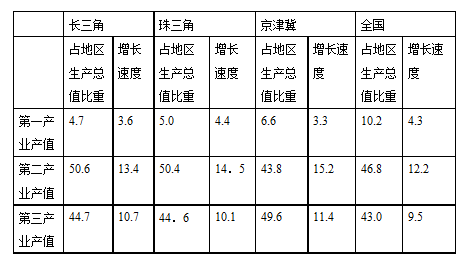 长三角 珠三角 京津冀 全国
占地区 增长 占地区 增长 占地区 增长速 占地区 增长速
生产总 速度 生产总 速度 生产总 度 生产总 度
值比重 值比重 值比重 值比重
第一产 4.7 3.6 5.0 4.4 6.6 3.3 10.2 4.3
业产值
第二产 50.6 13.4 50.4 14．5 43.8 15.2 46.8 12.2
业产值
第三产 44.7 10.7 44．6 10.1 49.6 11.4 43.0 9.5
业产值